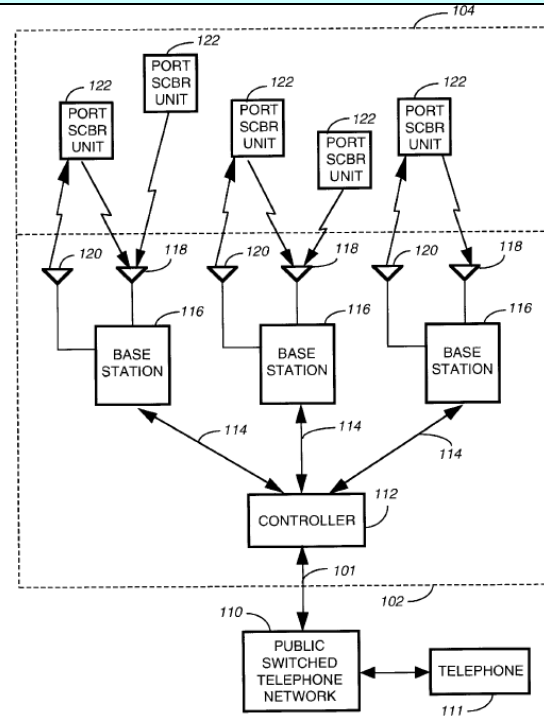 104
122
122
122
122
122
PORT
SCBR
UNIT
PORT
SCBR
UNIT
PORT
SCBR
UNIT
PORT
SCBR
UNIT
PORT
SCBR
UNIT
120
118
120
118
120
118
116
116
116
BASE
STATION
BASE
STATION
BASE
STATION
114
114
114
112
CONTROLLER
101
102
110
PUBLIC
SWITCHED
TELEPHONE
NETWORK
TELEPHONE
111